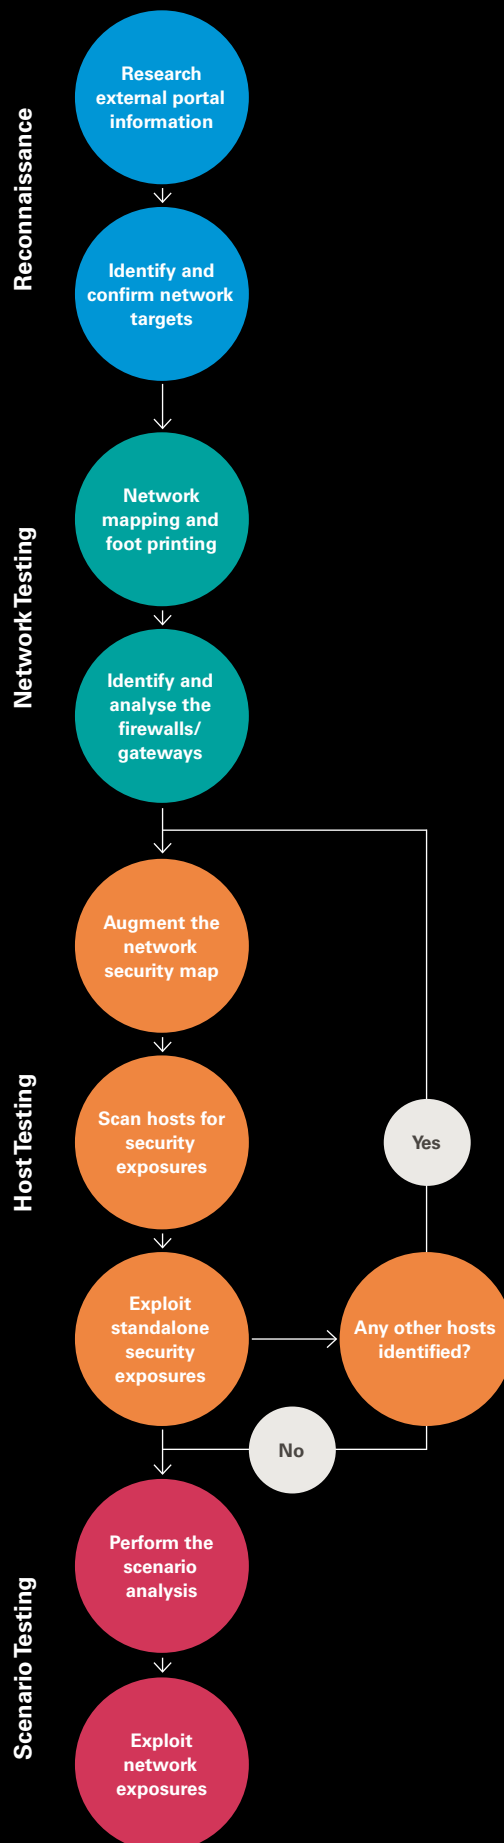 Reconnaissance
Research
external portal
information
Identify and
confirm network
targets
Network Testing
Network
mapping and
foot printing
Identify and
analyse the
firewalls/
gateways
Host Testing
Augment the
network
security map
Scan hosts for
security
exposures
Yes
Exploit
standalone
security
exposures
Any other hosts
identified?
No
Scenario Testing
Perform the
scenario
analysis
Exploit
network
exposures